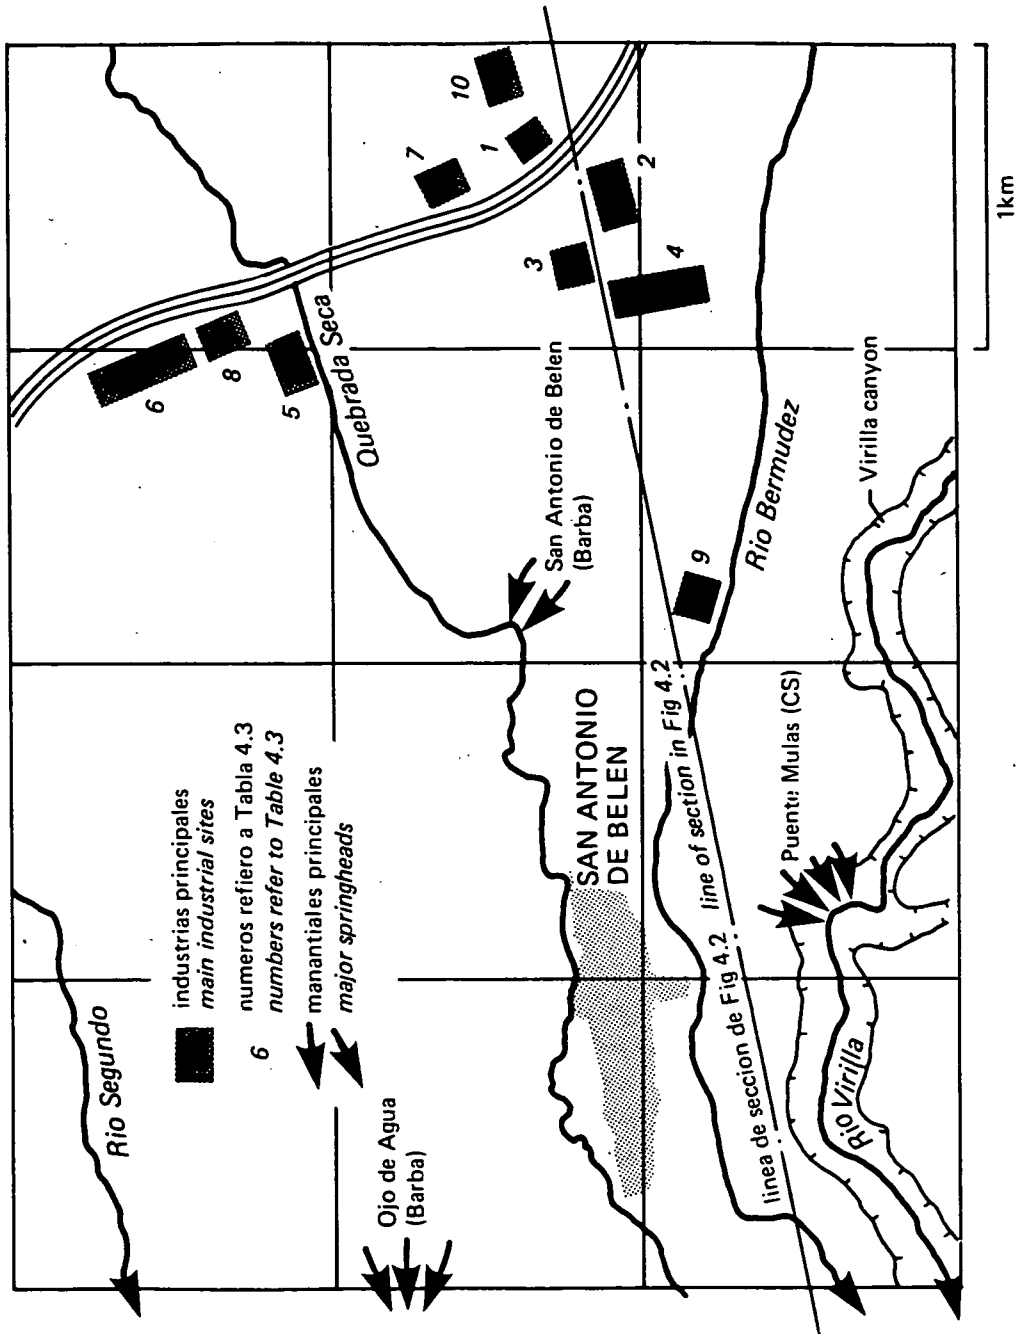 Rio Segundo
industrias principales
main industrial sites
6
numeros refiero a Tabla 4.3
numbers refer to Table 4.3
manantiales principales
major springheads
Ojo de Agua
(Barba)
6
8
5
Quebrada Seca
7
10
1
3
2
4
San Antonio de Belen
(Barba)
SAN ANTONIO
DE BELEN
9
Rio Bermudez
linea de seccion de Fig 4.2
line of section in Fig 4.2
Puente Mulas (CS)
Virilla canyon
Rio Virilla
1km